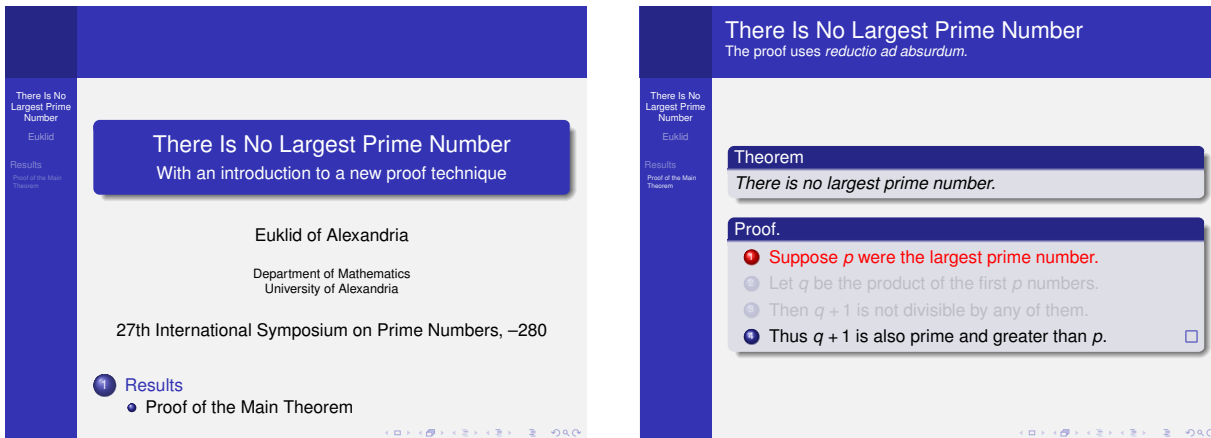 There Is No
Largest Prime
Number
Euklid
Results
Proof of the Main
Theorem
There Is No Largest Prime Number
With an introduction to a new proof technique
Euklid of Alexandria
Department of Mathematics
University of Alexandria
27th International Symposium on Prime Numbers, –280
1 Results
Proof of the Main Theorem
There Is No Largest Prime Number
The proof uses reductio ad absurdum.
There Is No
Largest Prime
Number
Euklid
Results
Proof of the Main
Theorem
Theorem
There is no largest prime number.
Proof.
1 Suppose p were the largest prime number.
2 Let q be the product of the first p numbers.
3 Then q + 1 is not divisible by any of them.
4 Thus q + 1 is also prime and greater than p. □